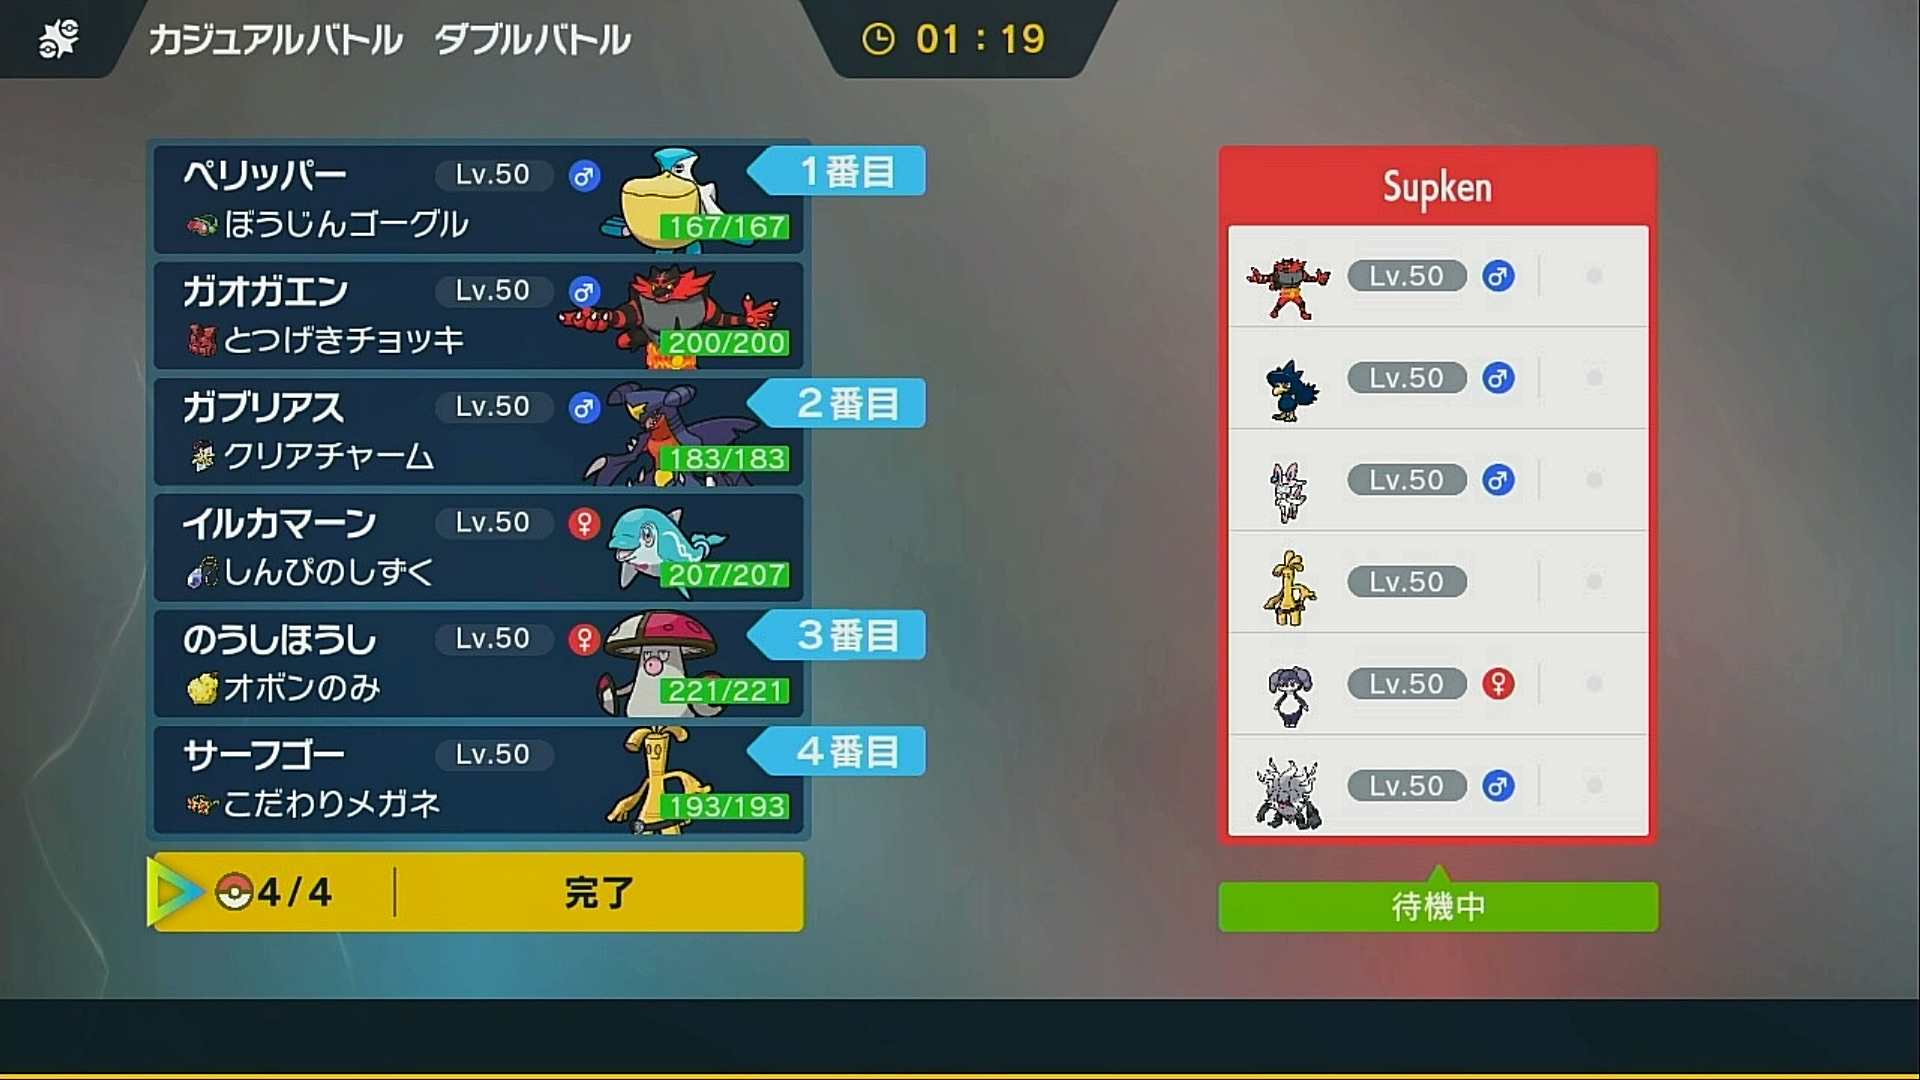 カジュアルバトル ダブルバトル
01:19
ペリッパー Lv.50 ♂ 1番目
ぼうじんゴーグル 167/167
ガオガエン Lv.50 ♂
とつげきチョッキ 200/200
ガブリアス Lv.50 ♂ 2番目
クリアチャーム 183/183
イルカマーン Lv.50 ♀
しんぴのしずく 207/207
のうしほうし Lv.50 ♀ 3番目
オボンのみ 221/221
サーフゴー Lv.50 4番目
こだわりメガネ 193/193
4/4 完了
Supken
Lv.50 ♂
Lv.50 ♂
Lv.50 ♂
Lv.50
Lv.50 ♀
Lv.50 ♂
待機中